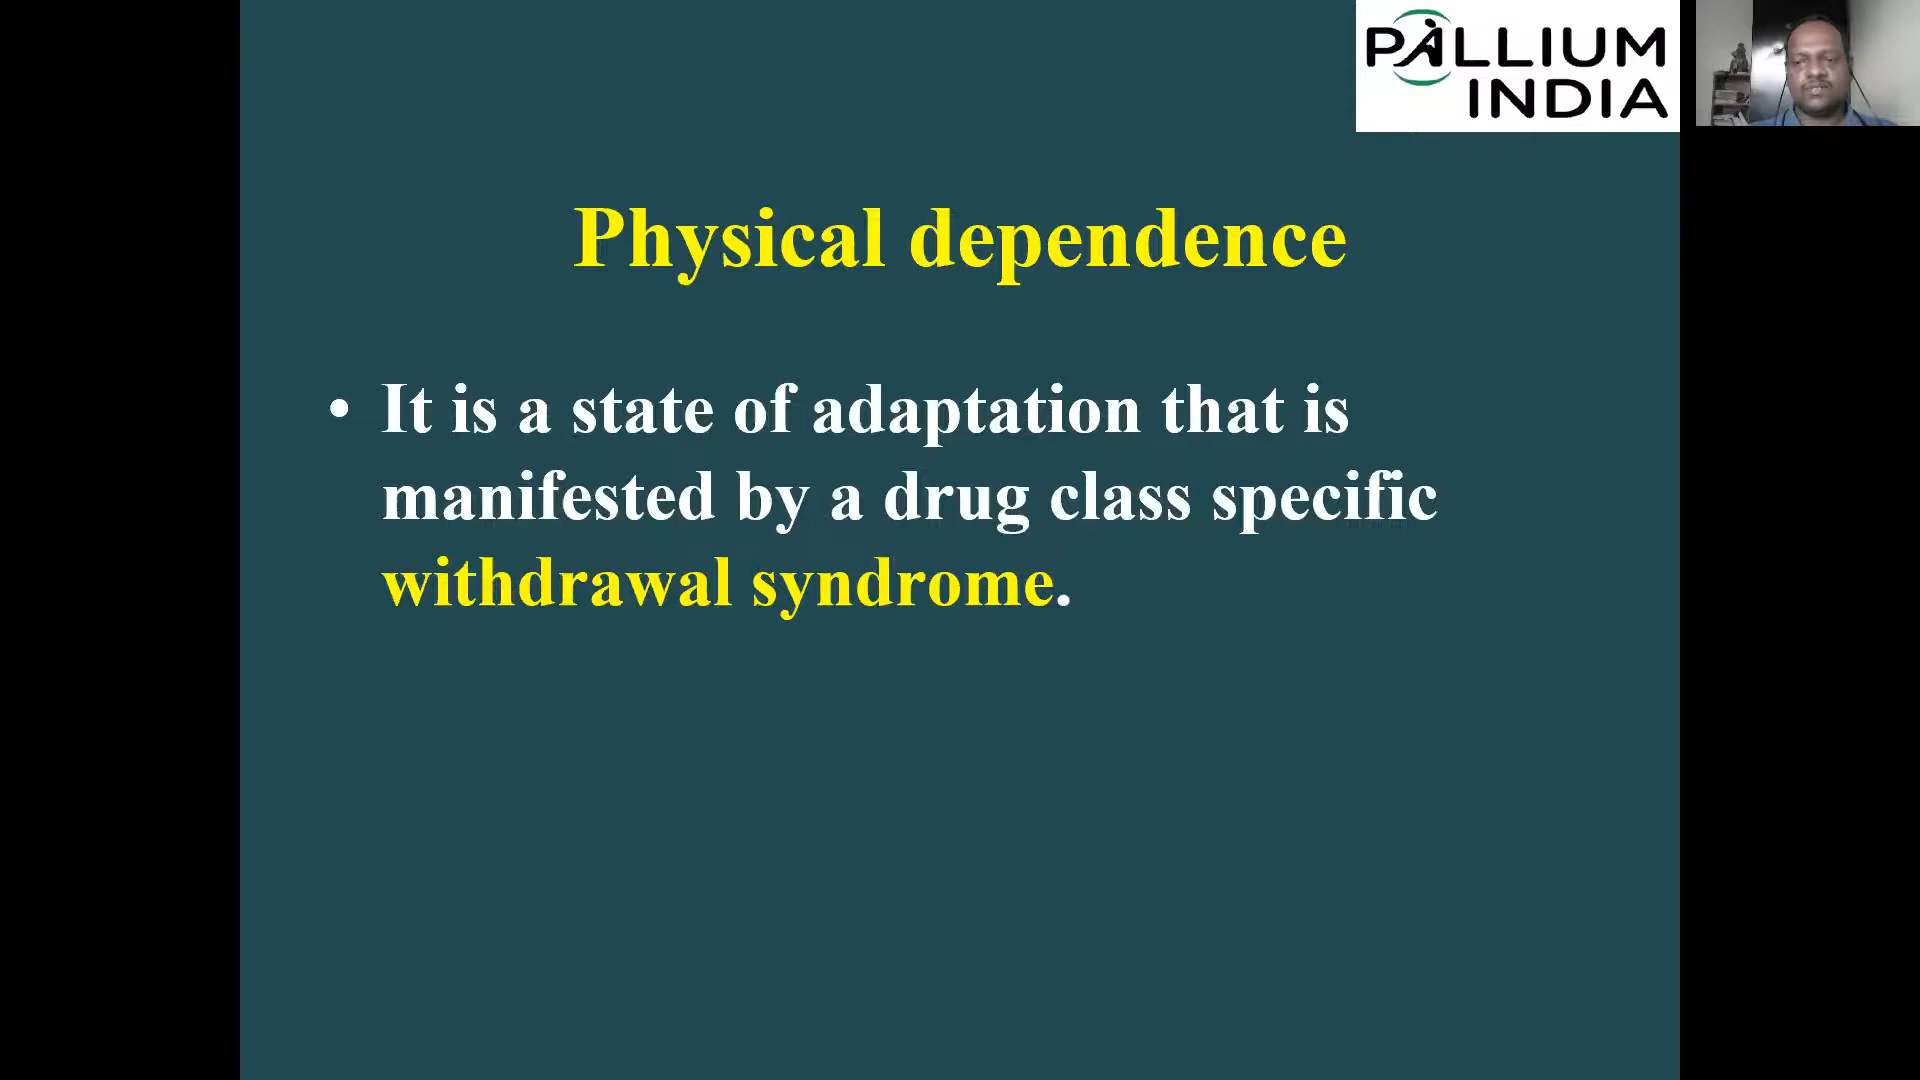 PALLIUM
INDIA
Physical dependence
• It is a state of adaptation that is
manifested by a drug class specific
withdrawal syndrome.